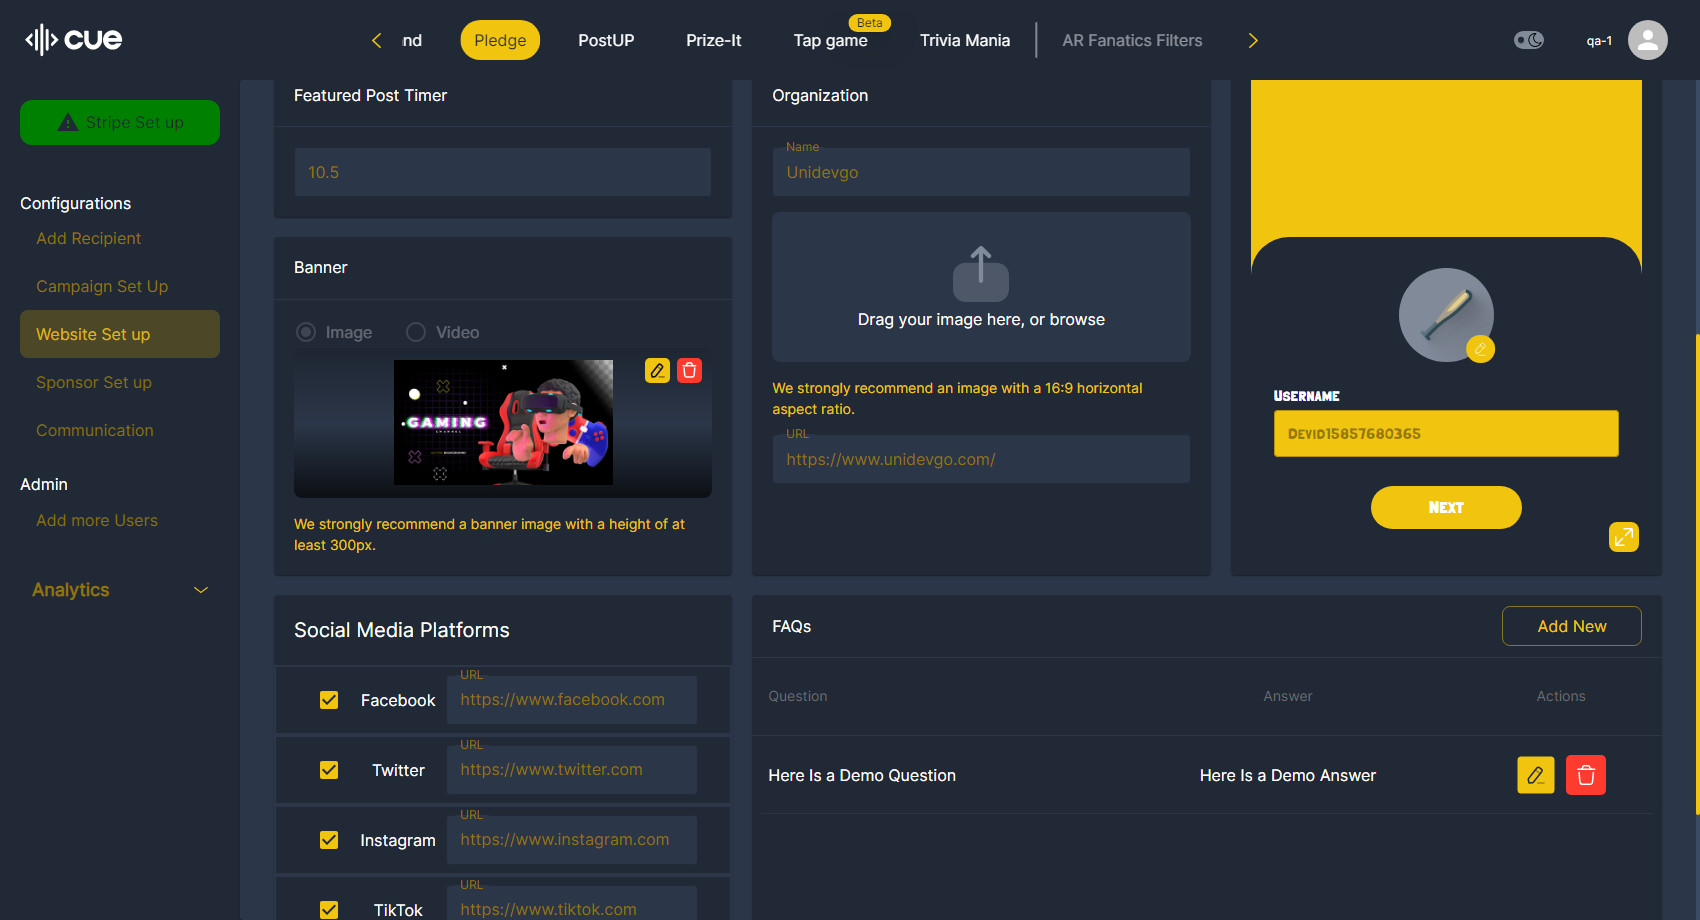 cue
nd
Pledge
PostUP
Prize-It
Beta
Tap game
Trivia Mania
AR Fanatics Filters
qa-1
Stripe Set up
Configurations
Add Recipient
Campaign Set Up
Website Set up
Sponsor Set up
Communication
Admin
Add more Users
Analytics
Featured Post Timer
10.5
Banner
Image
Video
GAMING
CHANNEL
We strongly recommend a banner image with a height of at
least 300px.
Organization
Name
Unidevgo
Drag your image here, or browse
We strongly recommend an image with a 16:9 horizontal
aspect ratio.
URL
https://www.unidevgo.com/
Username
Devid15857680365
Next
Social Media Platforms
Facebook
URL
https://www.facebook.com
Twitter
URL
https://www.twitter.com
Instagram
URL
https://www.instagram.com
TikTok
URL
https://www.tiktok.com
FAQs
Add New
Question
Answer
Actions
Here Is a Demo Question
Here Is a Demo Answer